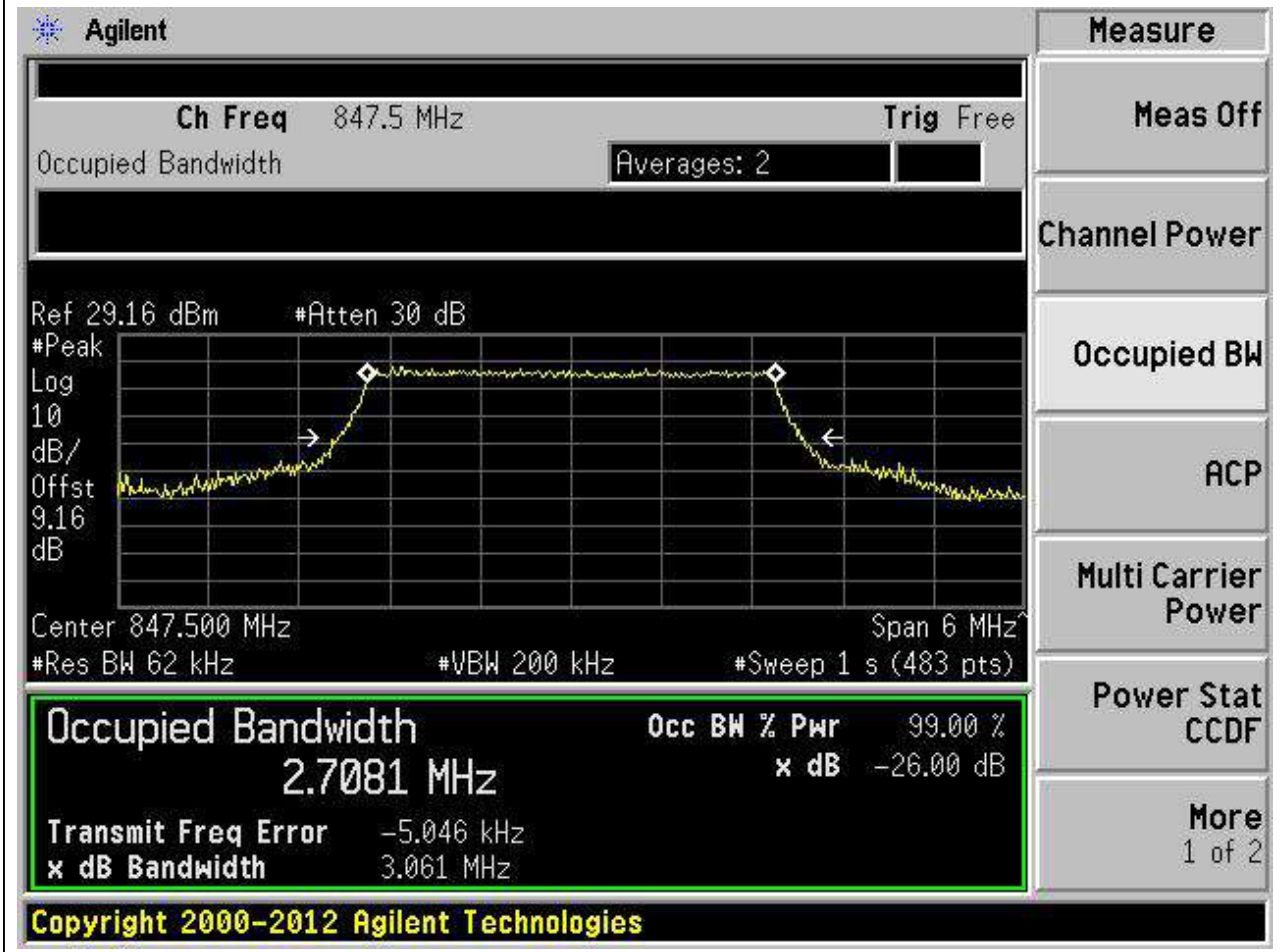 Agilent
Measure
Ch Freq 847.5 MHz Trig Free
Occupied Bandwidth Averages: 2
Meas Off
Channel Power
Occupied BW
ACP
Multi Carrier
Power
Power Stat
CCDF
More
1 of 2
Ref 29.16 dBm #Atten 30 dB
#Peak
Log
10
dB/
Offst
9.16
dB
Center 847.500 MHz Span 6 MHz^
#Res BW 62 kHz #VBW 200 kHz #Sweep 1 s (483 pts)
Occupied Bandwidth Occ BW % Pwr 99.00 %
2.7081 MHz x dB -26.00 dB
Transmit Freq Error -5.046 kHz
x dB Bandwidth 3.061 MHz
Copyright 2000-2012 Agilent Technologies